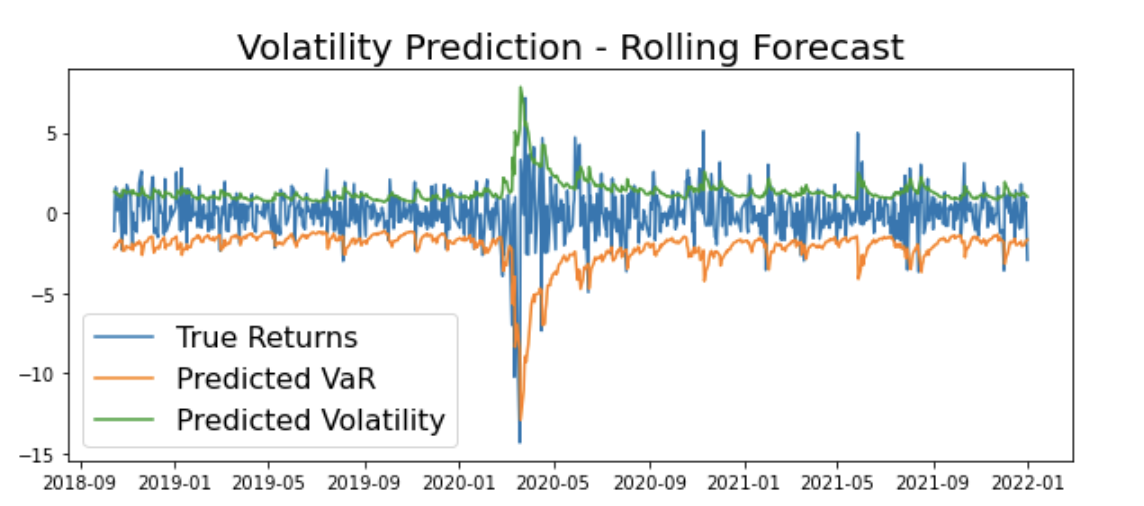 Volatility Prediction - Rolling Forecast
5
0
−5
−10
−15
True Returns
Predicted VaR
Predicted Volatility
2018-09 2019-01 2019-05 2019-09 2020-01 2020-05 2020-09 2021-01 2021-05 2021-09 2022-01